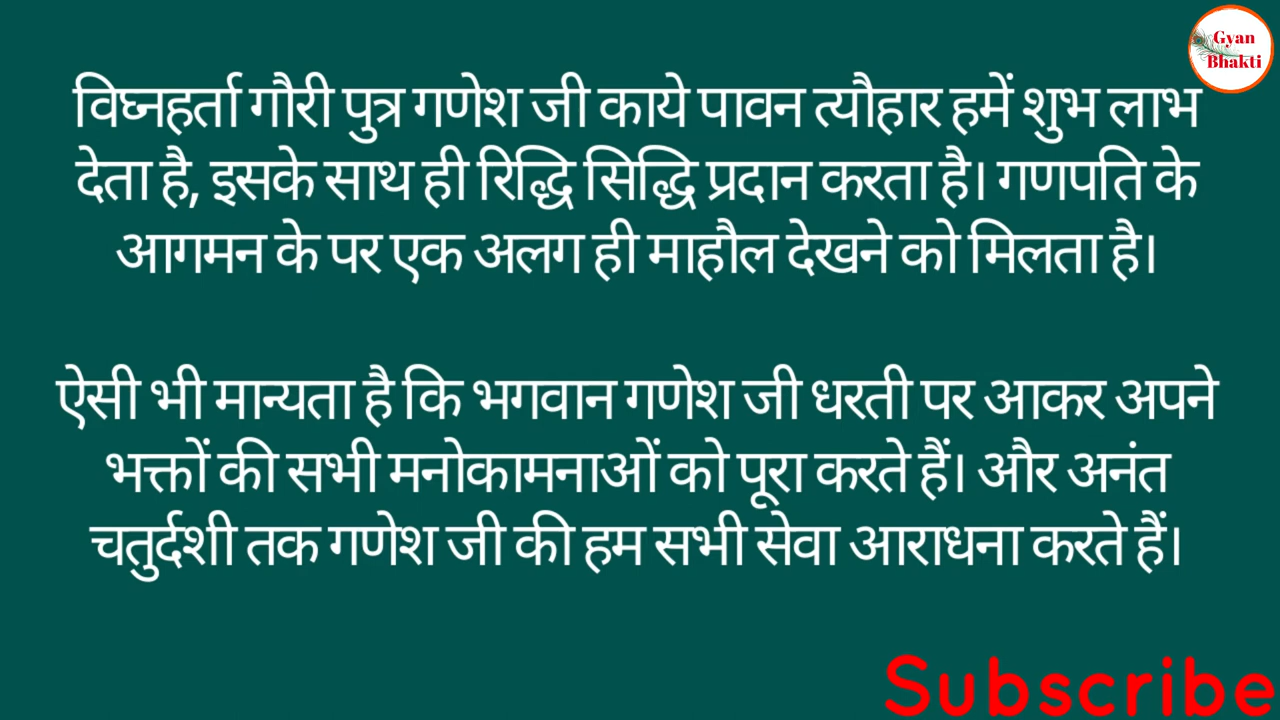 Gyan
Bhakti
विघ्नहर्ता गौरी पुत्र गणेश जी काये पावन त्यौहार हमें शुभ लाभ
देता है, इसके साथ ही रिद्धि सिद्धि प्रदान करता है। गणपति के
आगमन के पर एक अलग ही माहौल देखने को मिलता है।
ऐसी भी मान्यता है कि भगवान गणेश जी धरती पर आकर अपने
भक्तों की सभी मनोकामनाओं को पूरा करते हैं। और अनंत
चतुर्दशी तक गणेश जी की हम सभी सेवा आराधना करते हैं।
Subscribe